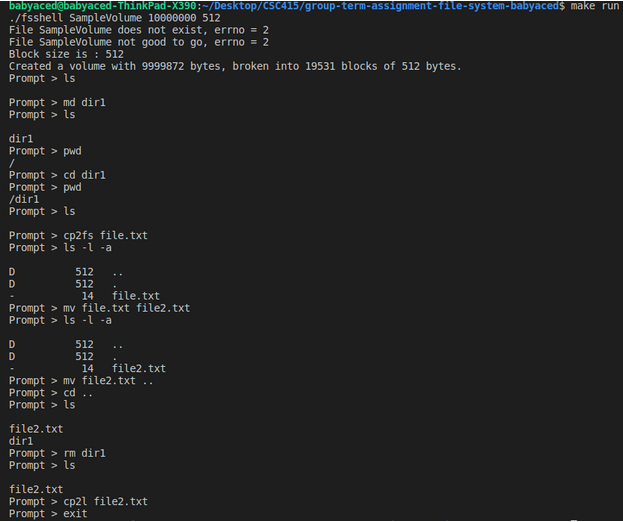 babyaced@babyaced-ThinkPad-X390:~/Desktop/CSC415/group-term-assignment-file-system-babyaced$ make run
./fsshell SampleVolume 10000000 512
File SampleVolume does not exist, errno = 2
File SampleVolume not good to go, errno = 2
Block size is : 512
Created a volume with 9999872 bytes, broken into 19531 blocks of 512 bytes.
Prompt > ls

Prompt > md dir1
Prompt > ls

dir1
Prompt > pwd
/
Prompt > cd dir1
Prompt > pwd
/dir1
Prompt > ls

Prompt > cp2fs file.txt
Prompt > ls -l -a

D          512   ..
D          512   .
-           14   file.txt
Prompt > mv file.txt file2.txt
Prompt > ls -l -a

D          512   ..
D          512   .
-           14   file2.txt
Prompt > mv file2.txt ..
Prompt > cd ..
Prompt > ls

file2.txt
dir1
Prompt > rm dir1
Prompt > ls

file2.txt
Prompt > cp2l file2.txt
Prompt > exit